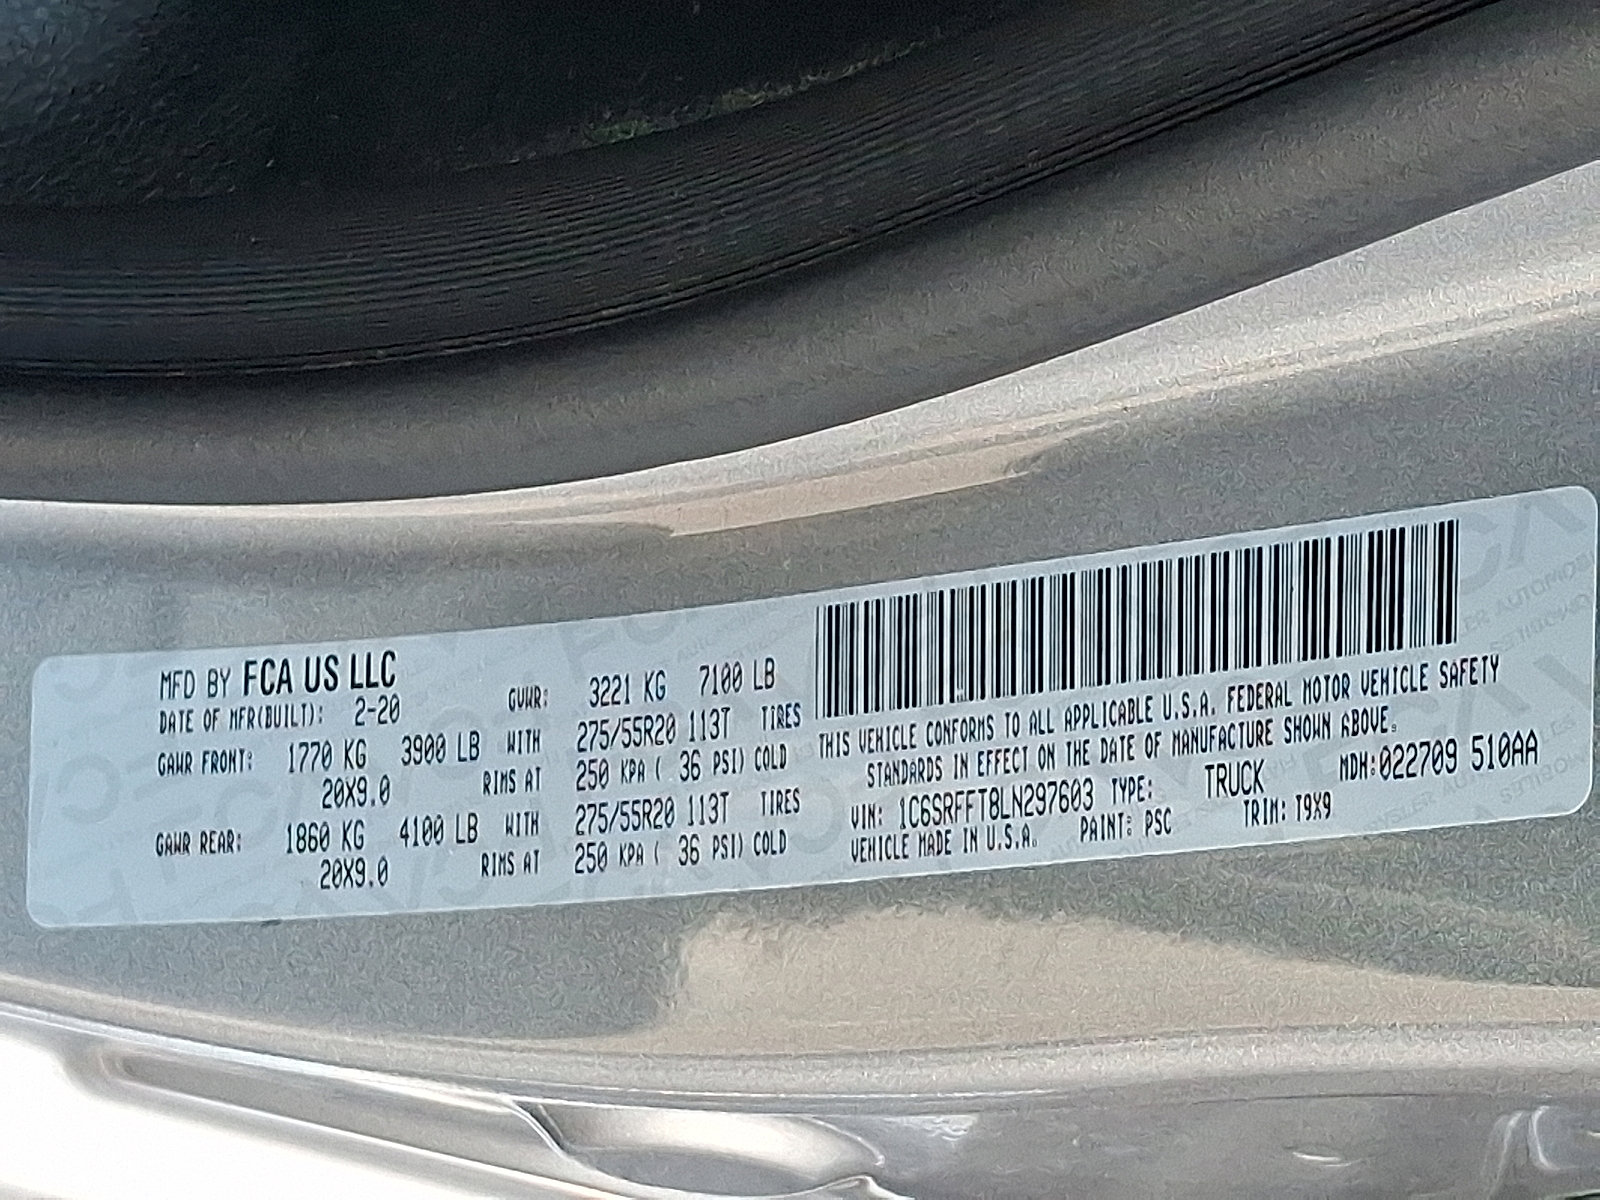 MFD BY FCA US LLC
DATE OF MFR(BUILT): 2-20
GVWR: 3221 KG 7100 LB
GAWR FRONT: 1770 KG 3900 LB WITH 275/55R20 113T TIRES
20X9.0 RIMS AT 250 KPA ( 36 PSI) COLD
GAWR REAR: 1860 KG 4100 LB WITH 275/55R20 113T TIRES
20X9.0 RIMS AT 250 KPA ( 36 PSI) COLD
THIS VEHICLE CONFORMS TO ALL APPLICABLE U.S.A. FEDERAL MOTOR VEHICLE SAFETY
STANDARDS IN EFFECT ON THE DATE OF MANUFACTURE SHOWN ABOVE.
VIN: 1C6SRFFT8LN297603 TYPE: TRUCK MDH:022709 510AA
VEHICLE MADE IN U.S.A. PAINT: PSC TRIM: T9X9